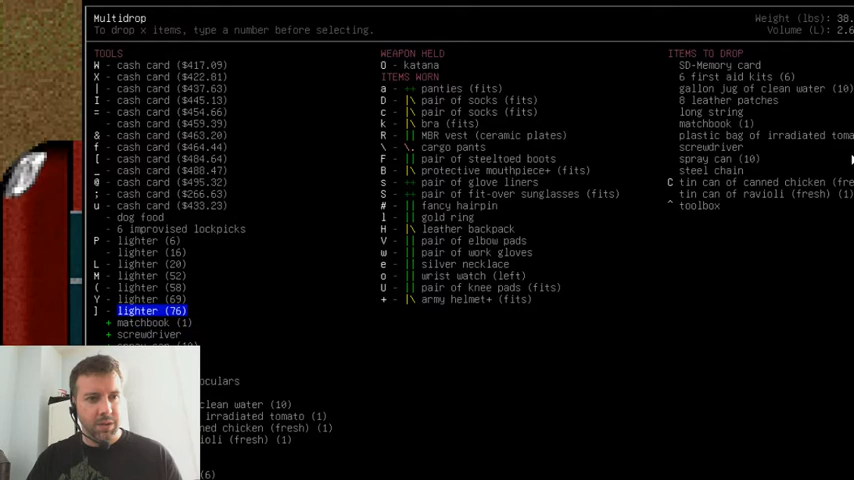 Multidrop
Weight (lbs): 38.
To drop x items, type a number before selecting.
Volume (L): 2.6
TOOLS
W - cash card ($417.09)
X - cash card ($422.81)
| - cash card ($437.63)
I - cash card ($445.13)
= - cash card ($454.66)
- cash card ($459.39)
& - cash card ($463.20)
f - cash card ($464.44)
[ - cash card ($484.64)
_ - cash card ($488.47)
@ - cash card ($495.32)
; - cash card ($266.63)
u - cash card ($433.23)
- dog food
- 6 improvised lockpicks
P - lighter (6)
- lighter (16)
L - lighter (20)
M - lighter (52)
( - lighter (58)
Y - lighter (69)
] - lighter (76)
+ matchbook (1)
+ screwdriver
oculars
clean water (10)
irradiated tomato (1)
ned chicken (fresh) (1)
ioli (fresh) (1)
(6)
WEAPON HELD
O - katana
ITEMS WORN
a - ++ panties (fits)
D - |\ pair of socks (fits)
c - |\ pair of socks (fits)
k - |\ bra (fits)
R - || MBR vest (ceramic plates)
\ - \. cargo pants
F - || pair of steeltoed boots
B - |\ protective mouthpiece+ (fits)
s - ++ pair of glove liners
S - ++ pair of fit-over sunglasses (fits)
# - || fancy hairpin
l - || gold ring
H - |\ leather backpack
V - || pair of elbow pads
w - || pair of work gloves
e - || silver necklace
o - || wrist watch (left)
U - || pair of knee pads (fits)
+ - |\ army helmet+ (fits)
ITEMS TO DROP
SD-Memory card
6 first aid kits (6)
gallon jug of clean water (10)
8 leather patches
long string
matchbook (1)
plastic bag of irradiated toma
screwdriver
spray can (10)
steel chain
C tin can of canned chicken (fre
tin can of ravioli (fresh) (1)
^ toolbox